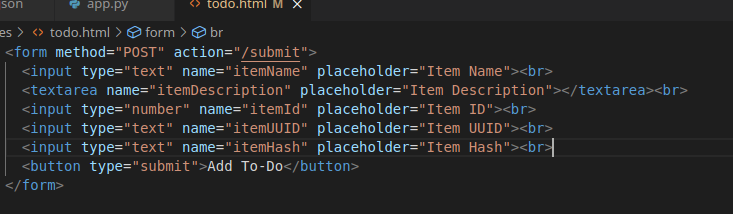 json app.py <> todo.html M ×
es > <> todo.html > form > br
<form method="POST" action="/submit">
<input type="text" name="itemName" placeholder="Item Name"><br>
<textarea name="itemDescription" placeholder="Item Description"></textarea><br>
<input type="number" name="itemId" placeholder="Item ID"><br>
<input type="text" name="itemUUID" placeholder="Item UUID"><br>
<input type="text" name="itemHash" placeholder="Item Hash"><br>
<button type="submit">Add To-Do</button>
</form>